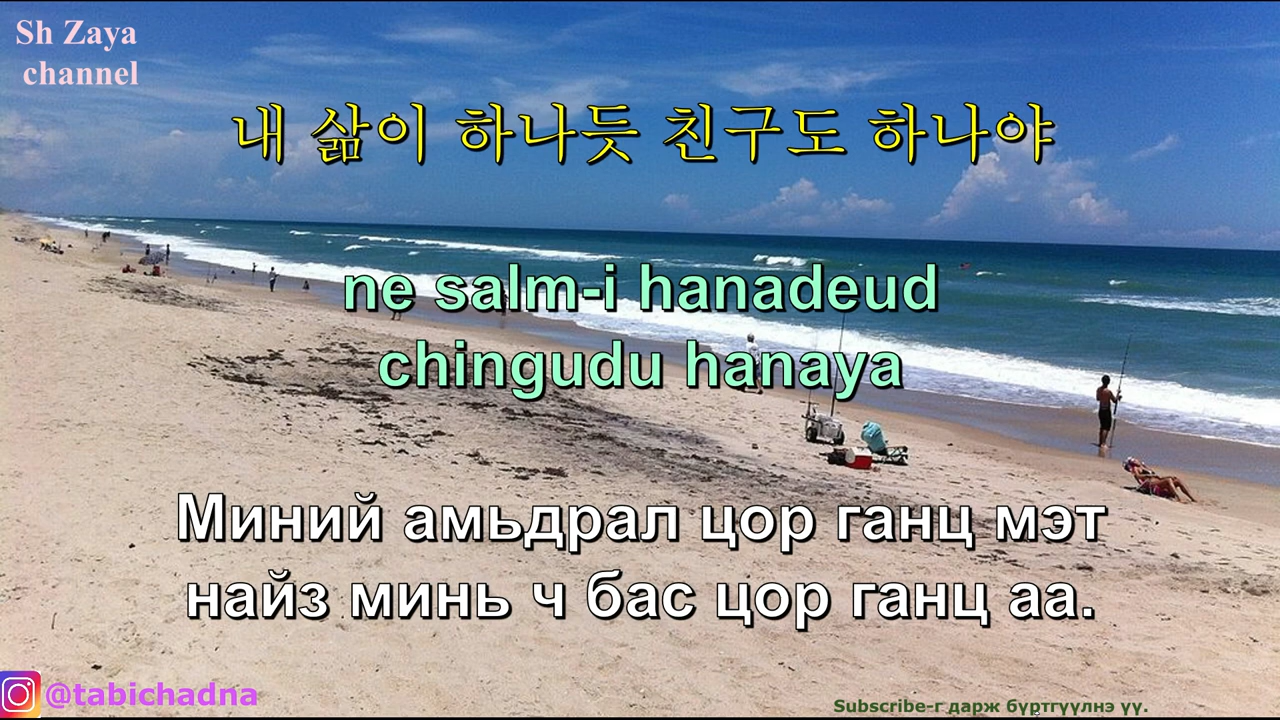 Sh Zaya
channel
내 삶이 하나듯 친구도 하나야
ne salm-i hanadeud
chingudu hanaya
Миний амьдрал цор ганц мэт
найз минь ч бас цор ганц аа.
@tabichadna
Subscribe-г дарж бүртгүүлнэ үү.